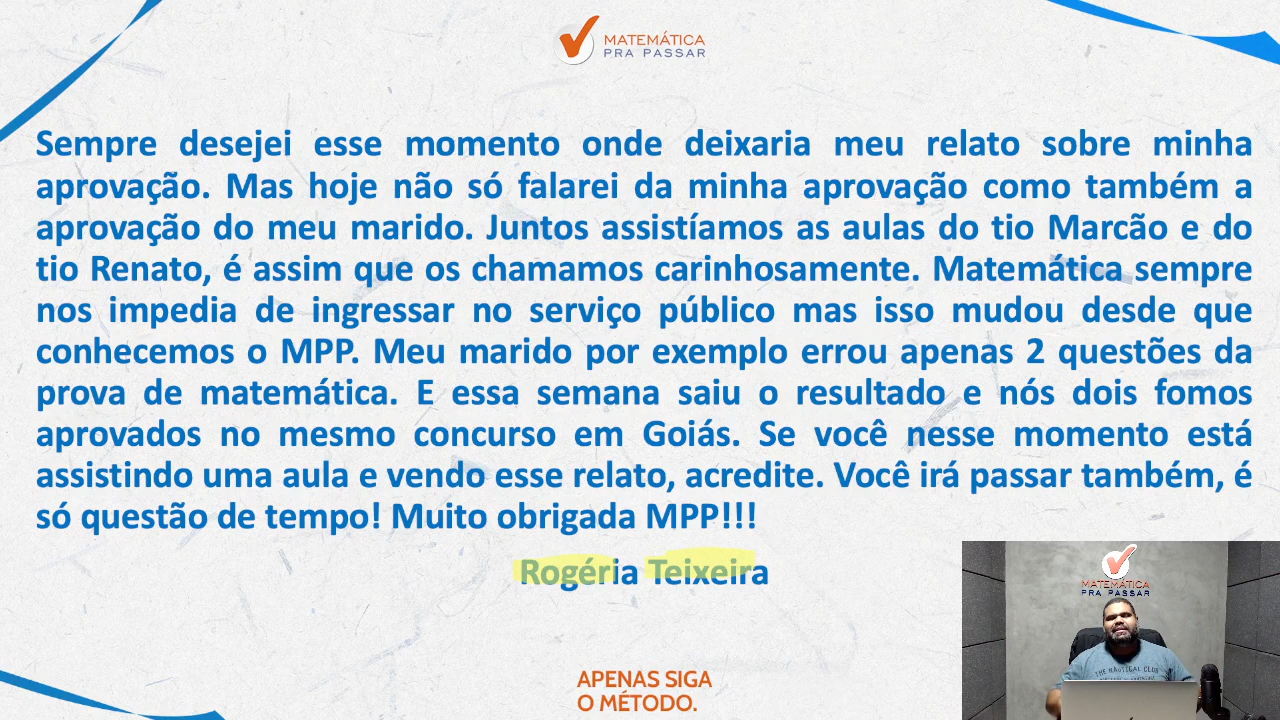 MATEMÁTICA
PRA PASSAR
Sempre desejei esse momento onde deixaria meu relato sobre minha
aprovação. Mas hoje não só falarei da minha aprovação como também a
aprovação do meu marido. Juntos assistíamos as aulas do tio Marcão e do
tio Renato, é assim que os chamamos carinhosamente. Matemática sempre
nos impedia de ingressar no serviço público mas isso mudou desde que
conhecemos o MPP. Meu marido por exemplo errou apenas 2 questões da
prova de matemática. E essa semana saiu o resultado e nós dois fomos
aprovados no mesmo concurso em Goiás. Se você nesse momento está
assistindo uma aula e vendo esse relato, acredite. Você irá passar também, é
só questão de tempo! Muito obrigada MPP!!!
Rogéria Teixeira
MATEMÁTICA
PRA PASSAR
THE NAUTICAL CLUB
APENAS SIGA
O MÉTODO.